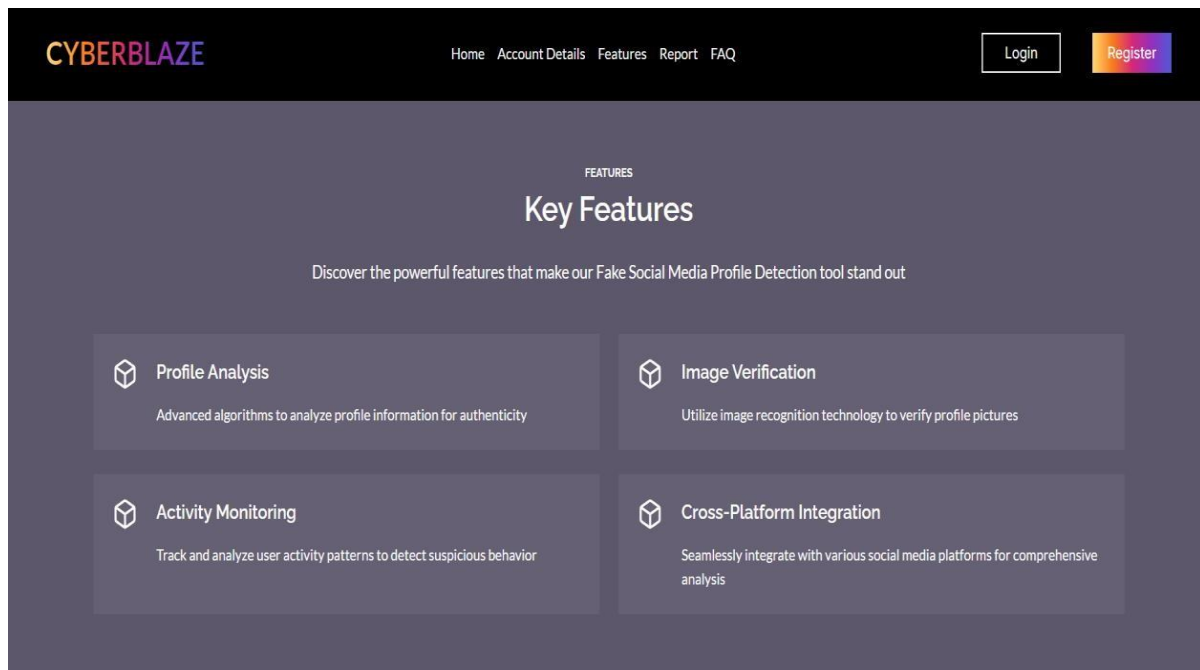 CYBERBLAZE
Home Account Details Features Report FAQ
Login
Register
FEATURES
Key Features
Discover the powerful features that make our Fake Social Media Profile Detection tool stand out
Profile Analysis
Advanced algorithms to analyze profile information for authenticity
Image Verification
Utilize image recognition technology to verify profile pictures
Activity Monitoring
Track and analyze user activity patterns to detect suspicious behavior
Cross-Platform Integration
Seamlessly integrate with various social media platforms for comprehensive
analysis